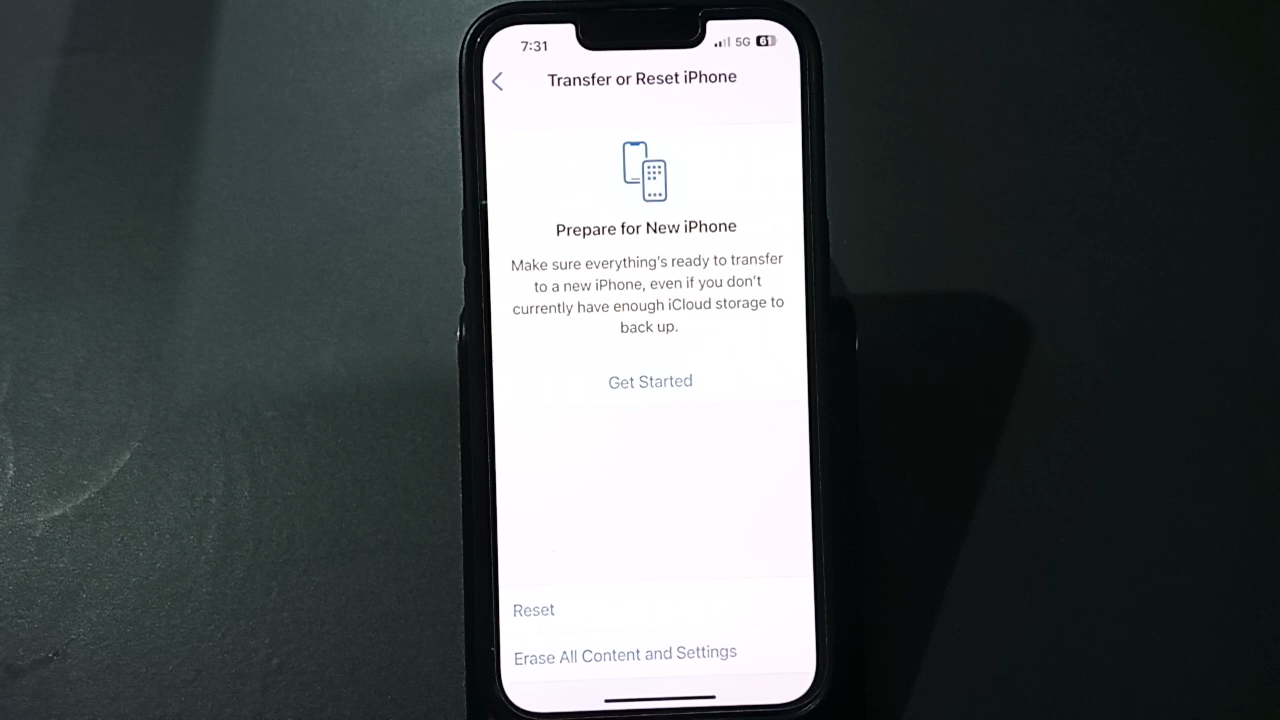 7:31
5G 61
Transfer or Reset iPhone
Prepare for New iPhone
Make sure everything's ready to transfer
to a new iPhone, even if you don't
currently have enough iCloud storage to
back up.
Get Started
Reset
Erase All Content and Settings